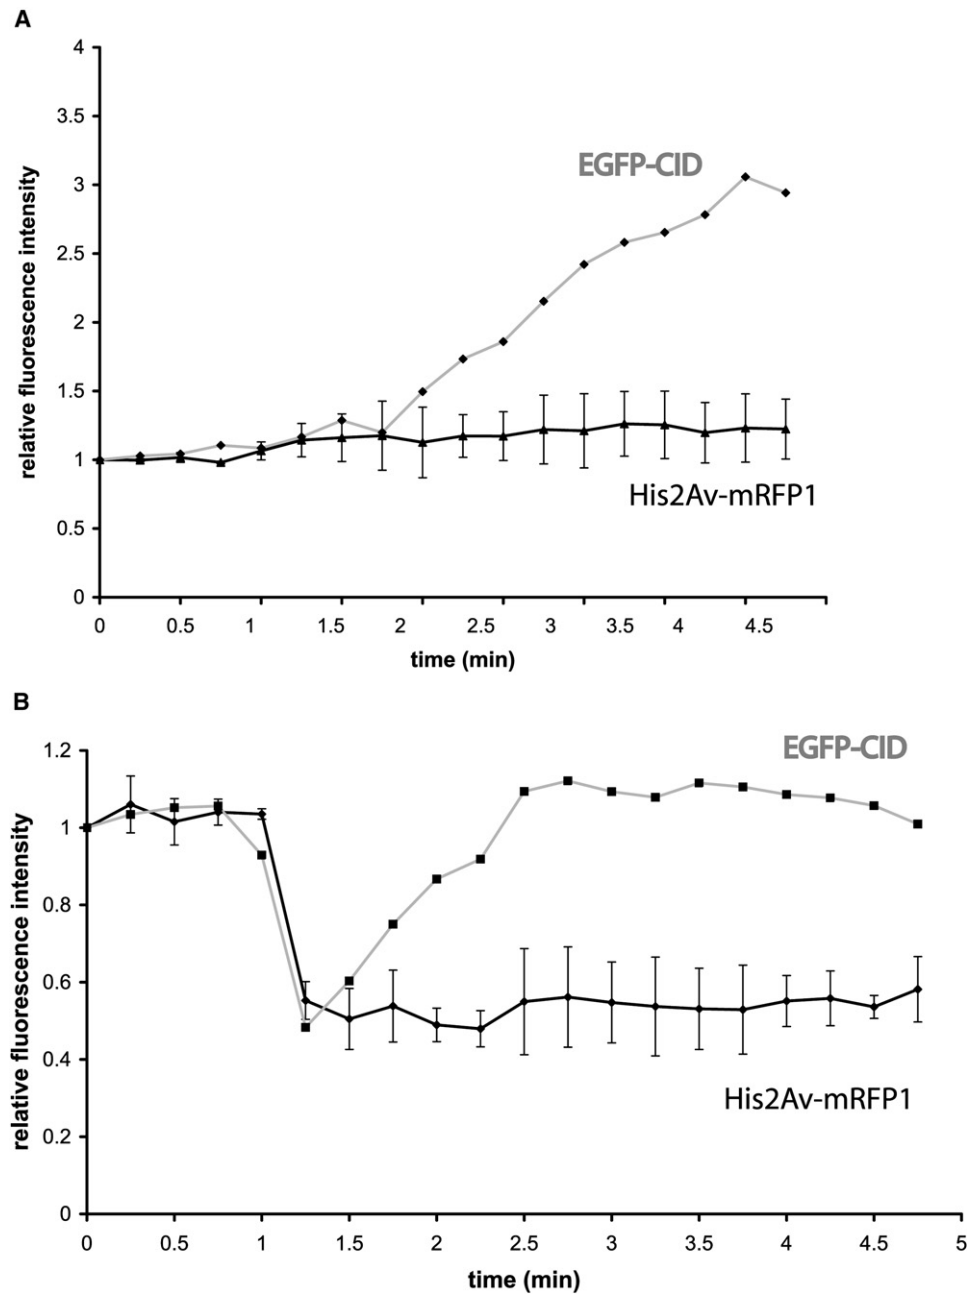 A
4
3.5
EGFP-CID
3
2.5
2
1.5
1
His2Av-mRFP1
0.5
0
relative fluorescence intensity
0 0.5 1 1.5 2 2.5 3 3.5 4 4.5
time (min)
B
1.2
EGFP-CID
1
0.8
0.6
0.4
His2Av-mRFP1
0.2
0
relative fluorescence intensity
0 0.5 1 1.5 2 2.5 3 3.5 4 4.5 5
time (min)